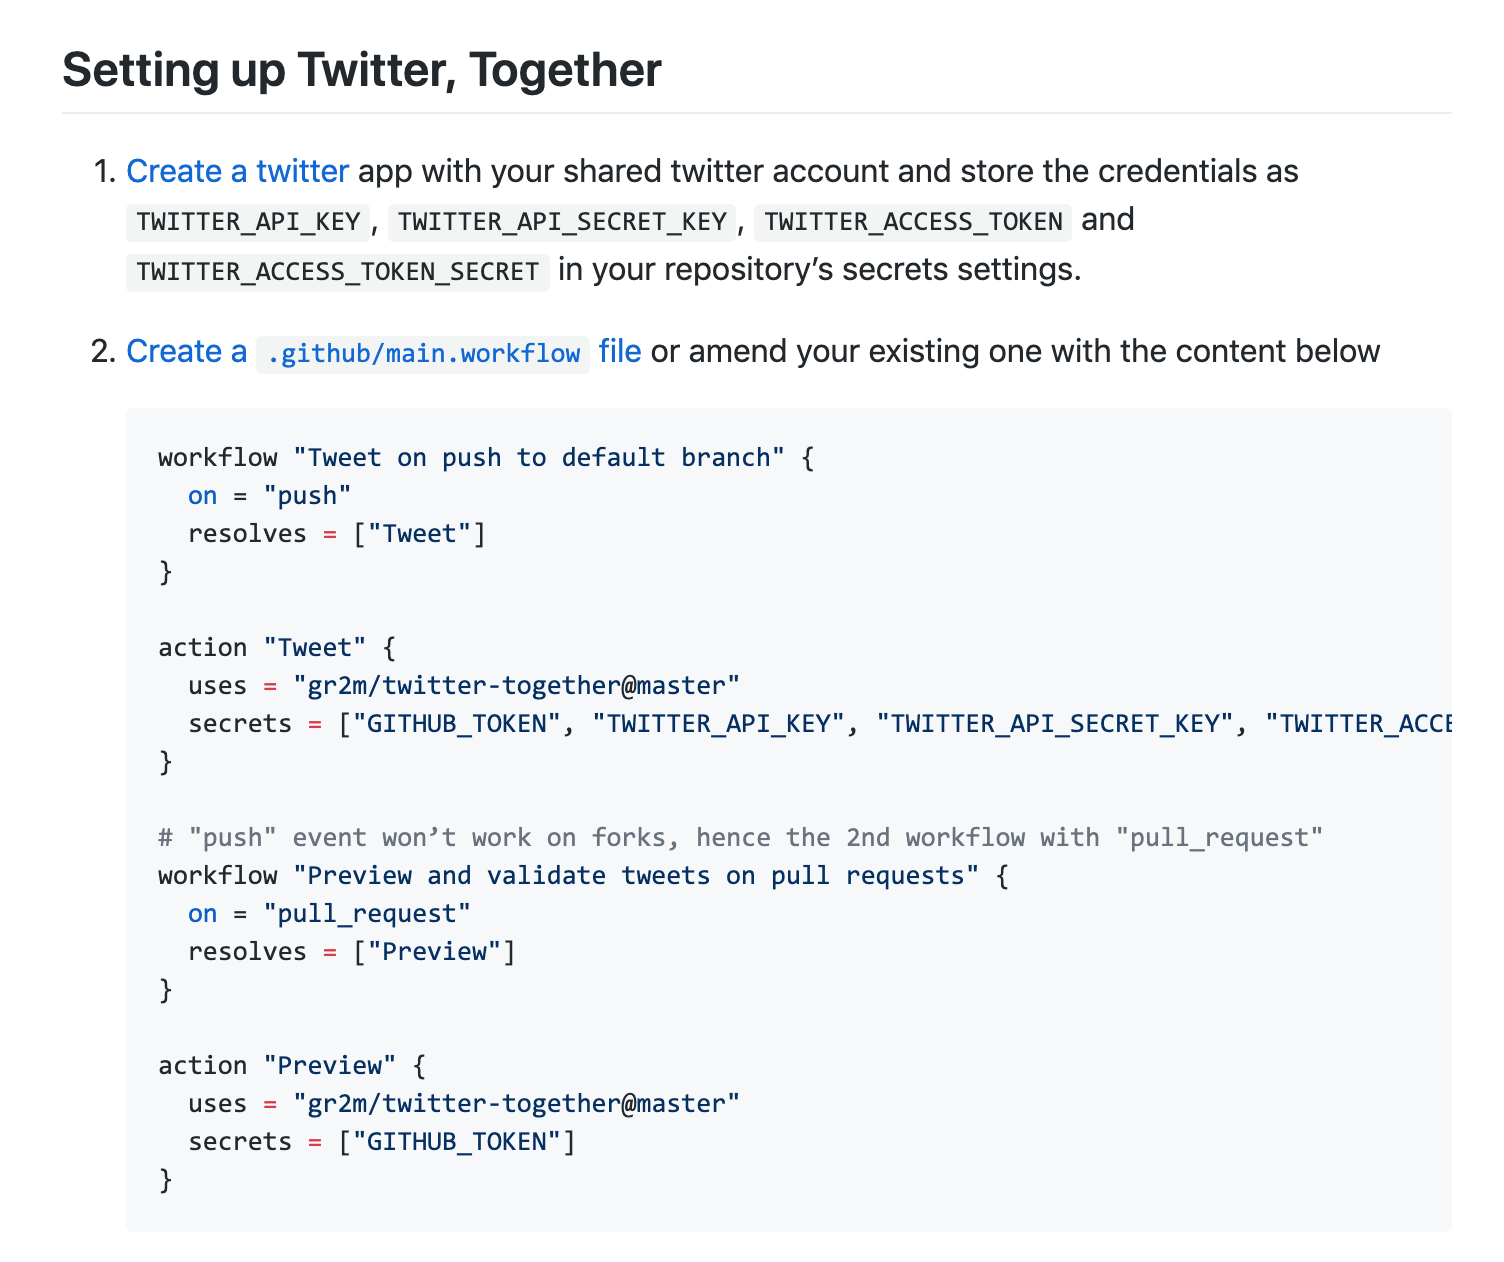 Setting up Twitter, Together
1. Create a twitter app with your shared twitter account and store the credentials as
TWITTER_API_KEY, TWITTER_API_SECRET_KEY, TWITTER_ACCESS_TOKEN and
TWITTER_ACCESS_TOKEN_SECRET in your repository’s secrets settings.
2. Create a .github/main.workflow file or amend your existing one with the content below
workflow "Tweet on push to default branch" {
  on = "push"
  resolves = ["Tweet"]
}
action "Tweet" {
  uses = "gr2m/twitter-together@master"
  secrets = ["GITHUB_TOKEN", "TWITTER_API_KEY", "TWITTER_API_SECRET_KEY", "TWITTER_ACCE
}
# "push" event won’t work on forks, hence the 2nd workflow with "pull_request"
workflow "Preview and validate tweets on pull requests" {
  on = "pull_request"
  resolves = ["Preview"]
}
action "Preview" {
  uses = "gr2m/twitter-together@master"
  secrets = ["GITHUB_TOKEN"]
}